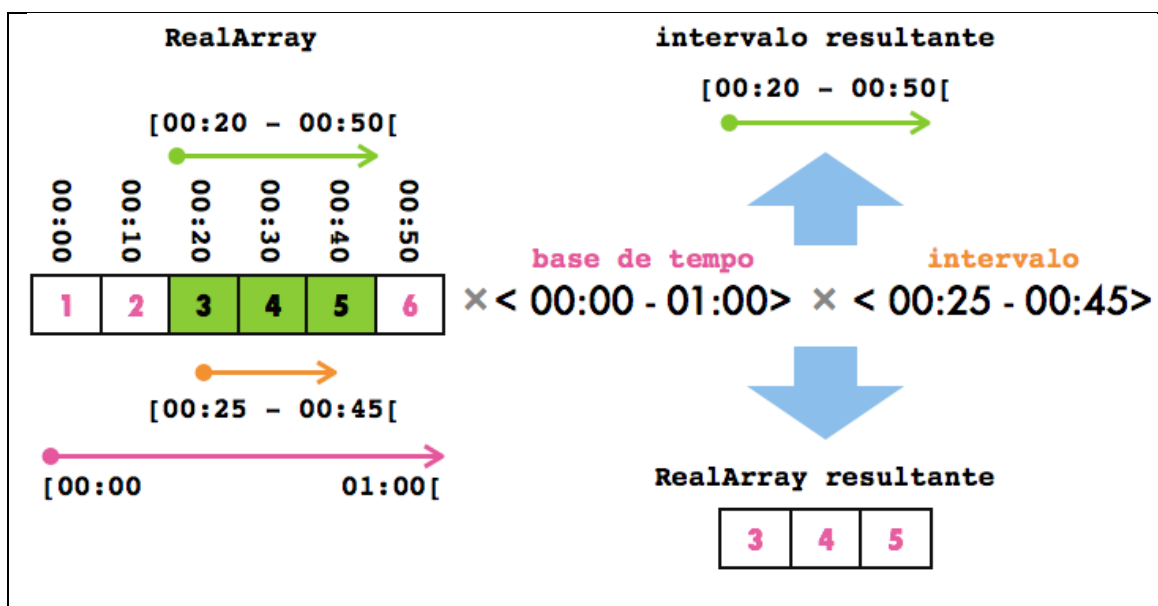 RealArray
[00:20 - 00:50[
00:00 00:10 00:20 00:30 00:40 00:50
1 2 3 4 5 6
[00:25 - 00:45[
[00:00 01:00[
intervalo resultante
[00:20 - 00:50[
base de tempo intervalo
×< 00:00 - 01:00> × < 00:25 - 00:45>
RealArray resultante
3 4 5